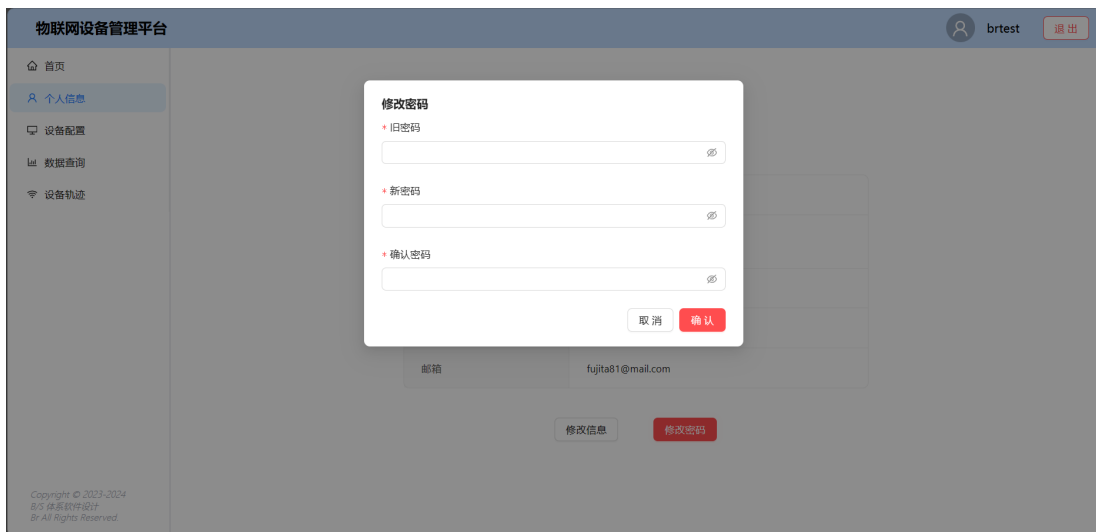 物联网设备管理平台
brtest
退 出
首页
个人信息
设备配置
数据查询
设备轨迹
修改密码
* 旧密码
* 新密码
* 确认密码
取 消
确 认
邮箱
fujita81@mail.com
修改信息
修改密码
Copyright © 2023-2024
B/S 体系软件设计
Br All Rights Reserved.